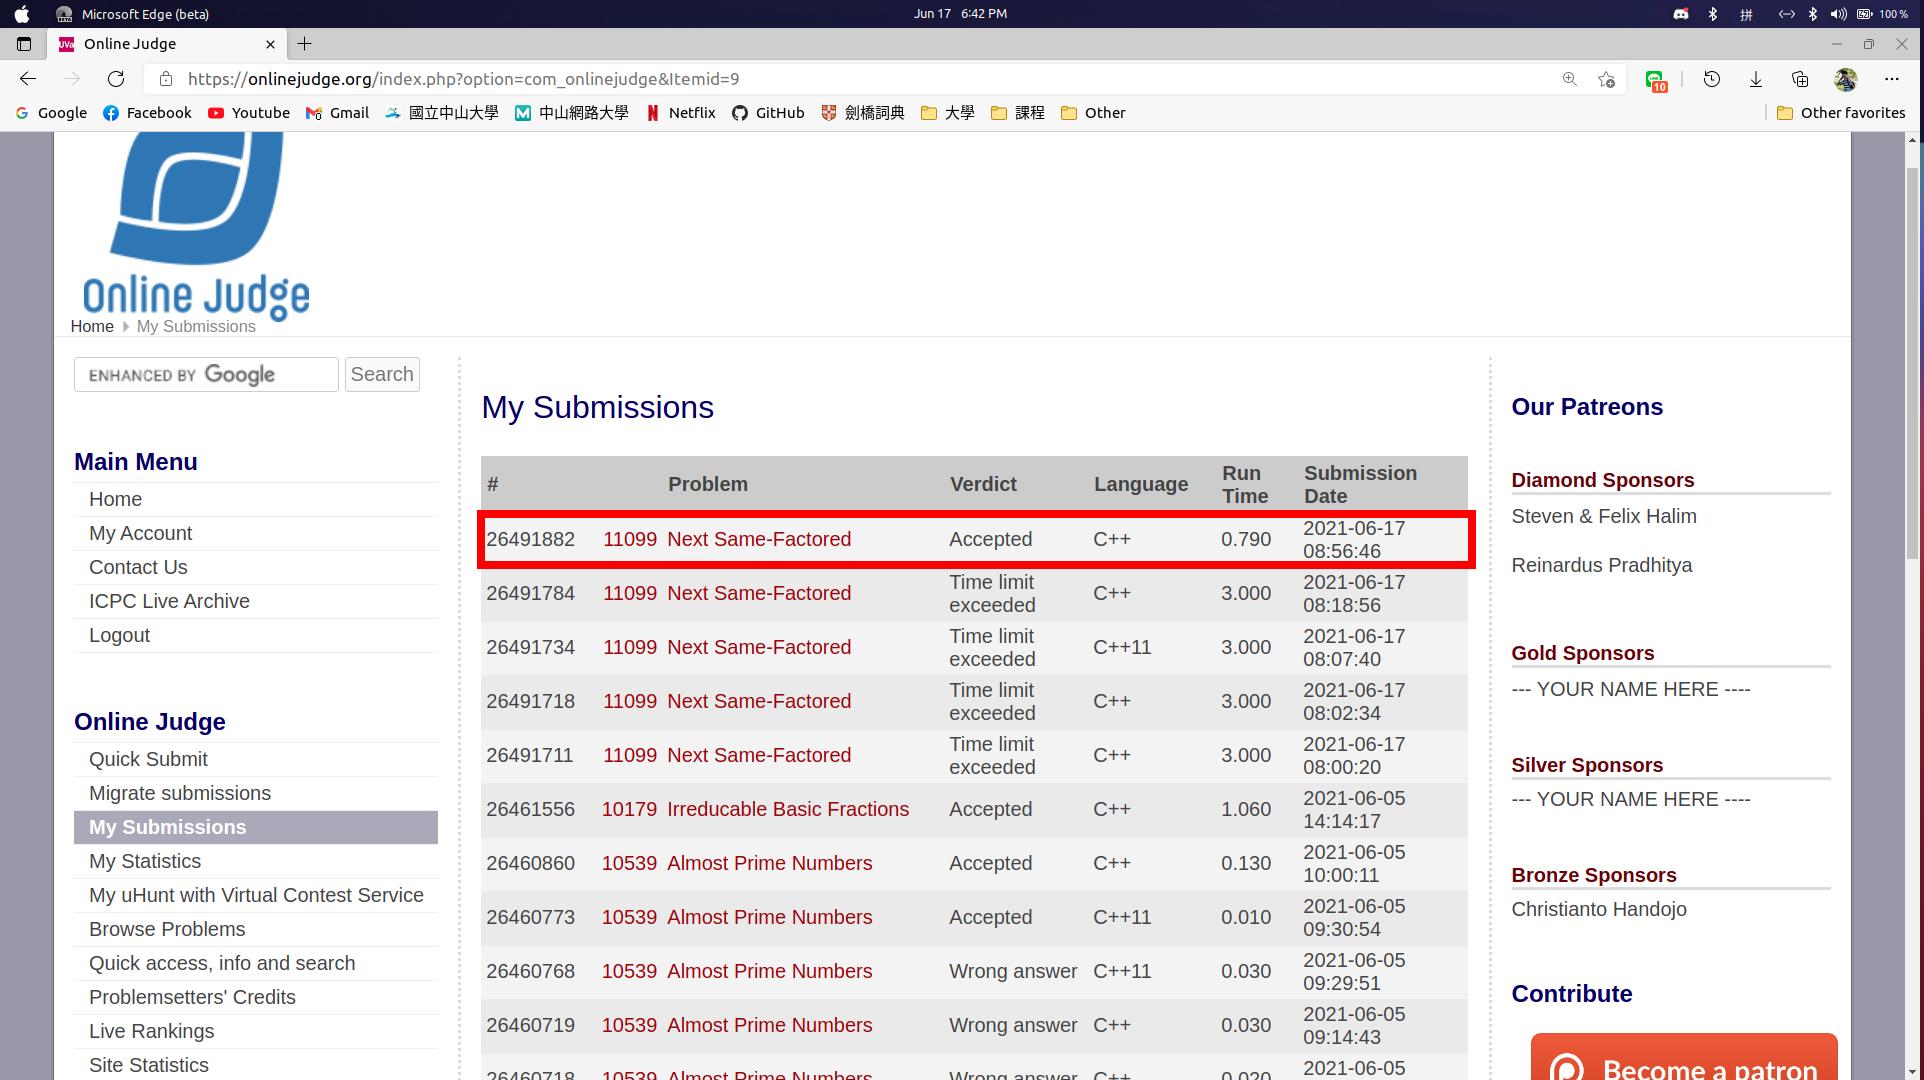 Microsoft Edge (beta)
Jun 17 6:42 PM
拼
100 %
UVa Online Judge
https://onlinejudge.org/index.php?option=com_onlinejudge&Itemid=9
10
Google Facebook Youtube Gmail 國立中山大學 中山網路大學 Netflix GitHub 劍橋詞典 大學 課程 Other Other favorites
Online Judge
Home My Submissions
ENHANCED BY Google Search
Main Menu
Home
My Account
Contact Us
ICPC Live Archive
Logout
Online Judge
Quick Submit
Migrate submissions
My Submissions
My Statistics
My uHunt with Virtual Contest Service
Browse Problems
Quick access, info and search
Problemsetters' Credits
Live Rankings
Site Statistics
My Submissions
# Problem Verdict Language Run Time Submission Date
26491882 11099 Next Same-Factored Accepted C++ 0.790 2021-06-17 08:56:46
26491784 11099 Next Same-Factored Time limit exceeded C++ 3.000 2021-06-17 08:18:56
26491734 11099 Next Same-Factored Time limit exceeded C++11 3.000 2021-06-17 08:07:40
26491718 11099 Next Same-Factored Time limit exceeded C++ 3.000 2021-06-17 08:02:34
26491711 11099 Next Same-Factored Time limit exceeded C++ 3.000 2021-06-17 08:00:20
26461556 10179 Irreducable Basic Fractions Accepted C++ 1.060 2021-06-05 14:14:17
26460860 10539 Almost Prime Numbers Accepted C++ 0.130 2021-06-05 10:00:11
26460773 10539 Almost Prime Numbers Accepted C++11 0.010 2021-06-05 09:30:54
26460768 10539 Almost Prime Numbers Wrong answer C++11 0.030 2021-06-05 09:29:51
26460719 10539 Almost Prime Numbers Wrong answer C++ 0.030 2021-06-05 09:14:43
26460718 10539 Almost Prime Numbers Wrong answer C++ 0.020 2021-06-05
Our Patreons
Diamond Sponsors
Steven & Felix Halim
Reinardus Pradhitya
Gold Sponsors
--- YOUR NAME HERE ----
Silver Sponsors
--- YOUR NAME HERE ----
Bronze Sponsors
Christianto Handojo
Contribute
Become a patron